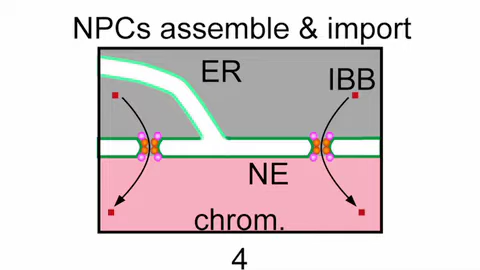 NPCs assemble & import
ER
IBB
NE
chrom.
4